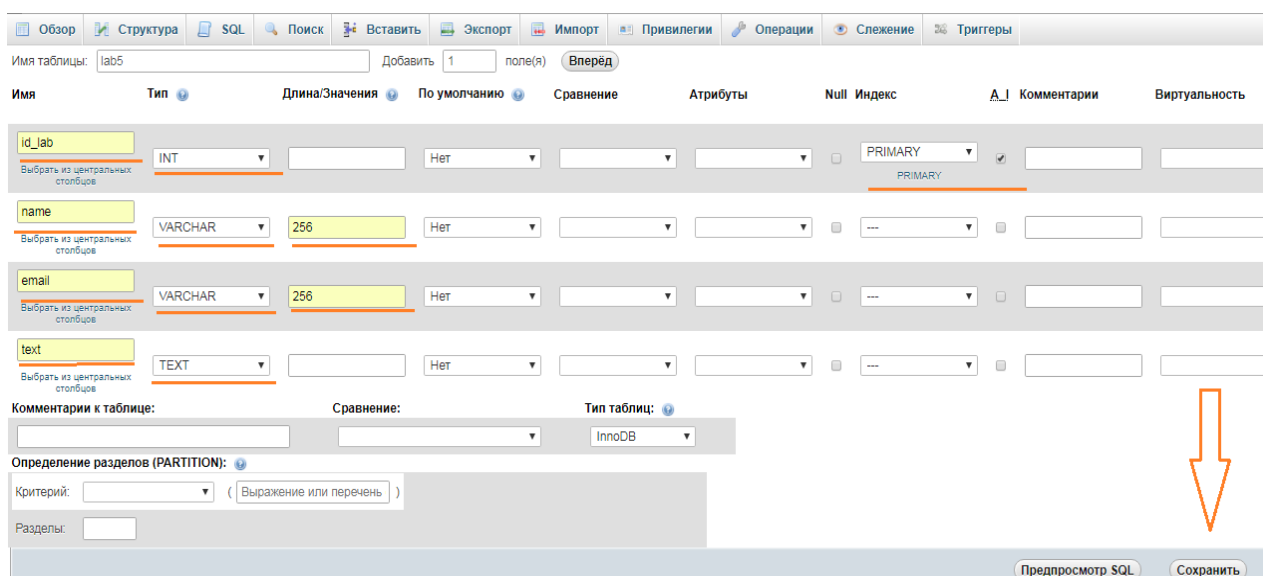 Обзор Структура SQL Поиск Вставить Экспорт Импорт Привилегии Операции Слежение Триггеры
Имя таблицы: lab5 Добавить 1 поле(я) Вперёд
Имя Тип Длина/Значения По умолчанию Сравнение Атрибуты Null Индекс A_I Комментарии Виртуальность
id_lab INT Нет PRIMARY
Выбрать из центральных столбцов PRIMARY
name VARCHAR 256 Нет ---
Выбрать из центральных столбцов
email VARCHAR 256 Нет ---
Выбрать из центральных столбцов
text TEXT Нет ---
Выбрать из центральных столбцов
Комментарии к таблице: Сравнение: Тип таблиц:
InnoDB
Определение разделов (PARTITION):
Критерий: ( Выражение или перечень )
Разделы:
Предпросмотр SQL Сохранить